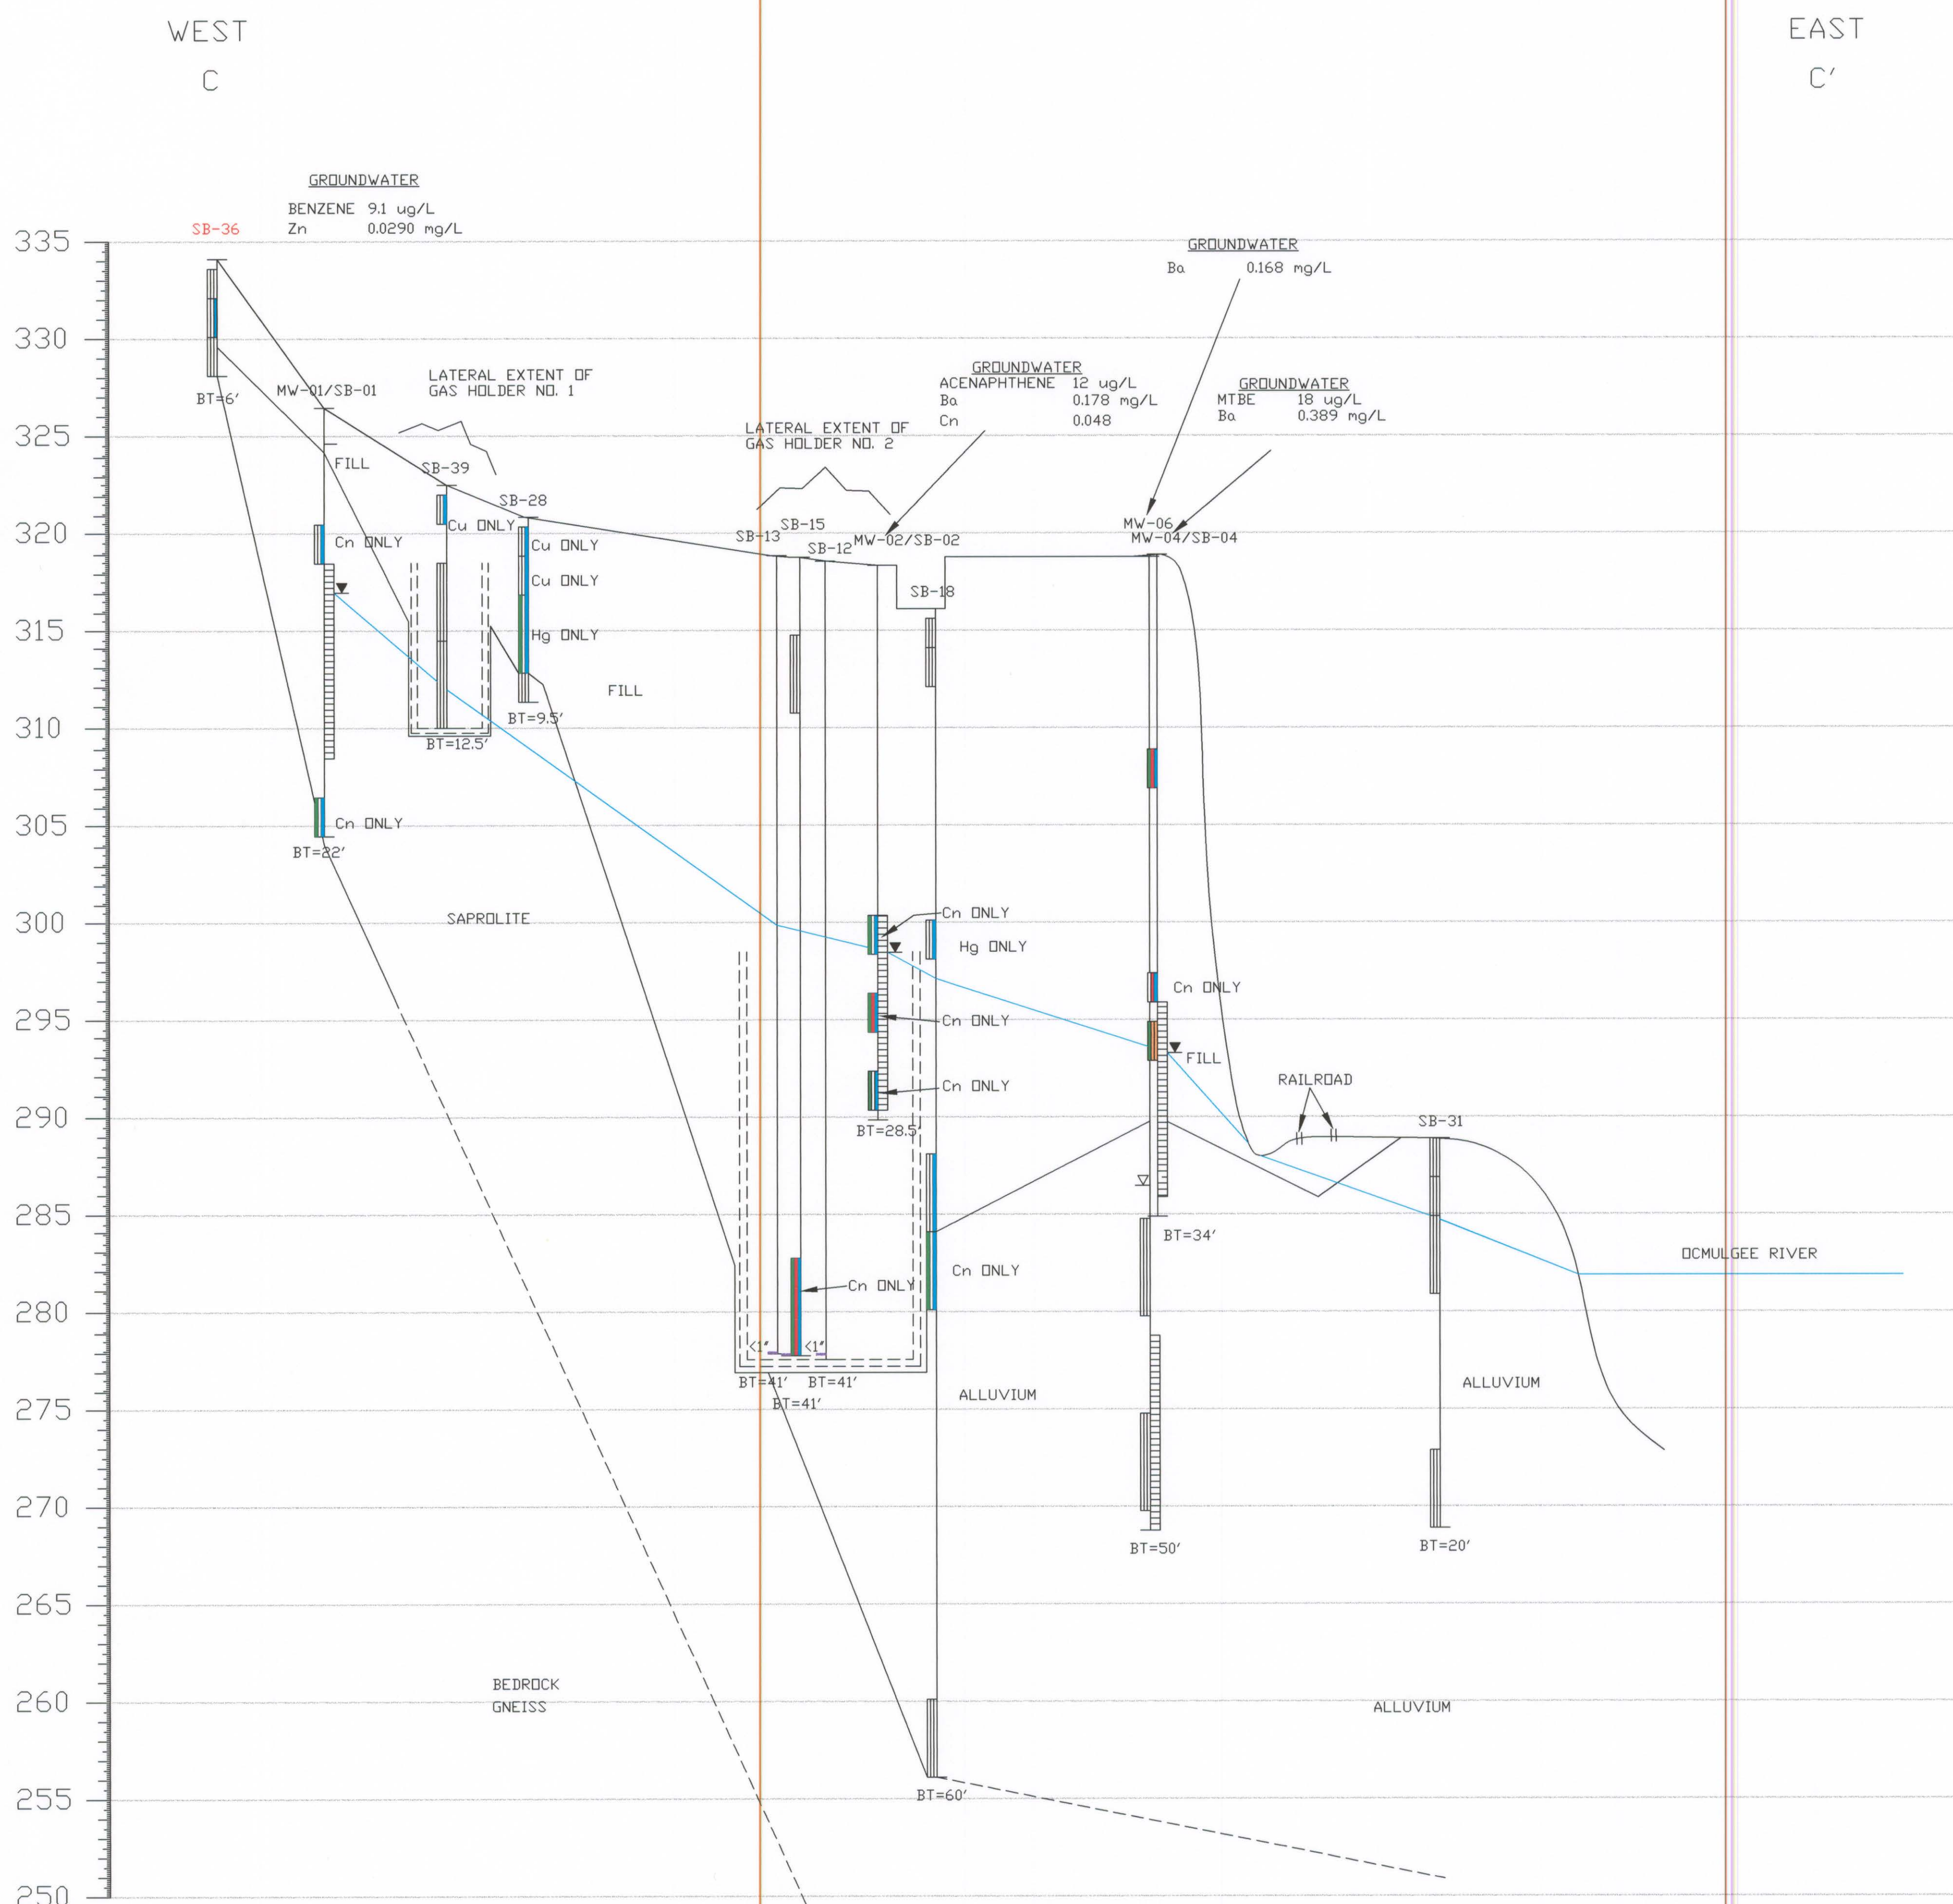 WEST
EAST
C
C'
GROUNDWATER
BENZENE 9.1 ug/L
Zn 0.0290 mg/L
SB-36
335
GROUNDWATER
Ba 0.168 mg/L
330
GROUNDWATER
ACENAPHTHENE 12 ug/L
Ba 0.178 mg/L
Cn 0.048
GROUNDWATER
MTBE 18 ug/L
Ba 0.389 mg/L
LATERAL EXTENT OF
GAS HOLDER NO. 1
BT=6'
MW-01/SB-01
LATERAL EXTENT OF
GAS HOLDER NO. 2
325
FILL
SB-39
SB-28
320
Cu ONLY
SB-13
SB-15
SB-12
MW-02/SB-02
MW-06
MW-04/SB-04
Cn ONLY
Cu ONLY
Cu ONLY
SB-18
315
Hg ONLY
FILL
310
BT=9.5'
BT=12.5'
305
Cn ONLY
BT=22'
300
SAPROLITE
Cn ONLY
Hg ONLY
Cn ONLY
295
Cn ONLY
FILL
Cn ONLY
RAILROAD
290
BT=28.5'
SB-31
285
BT=34'
OCMULGEE RIVER
Cn ONLY
Cn ONLY
280
<1"
<1"
BT=41'
BT=41'
BT=41'
ALLUVIUM
ALLUVIUM
275
270
BT=50'
BT=20'
265
BEDROCK
GNEISS
260
ALLUVIUM
255
BT=60'
250